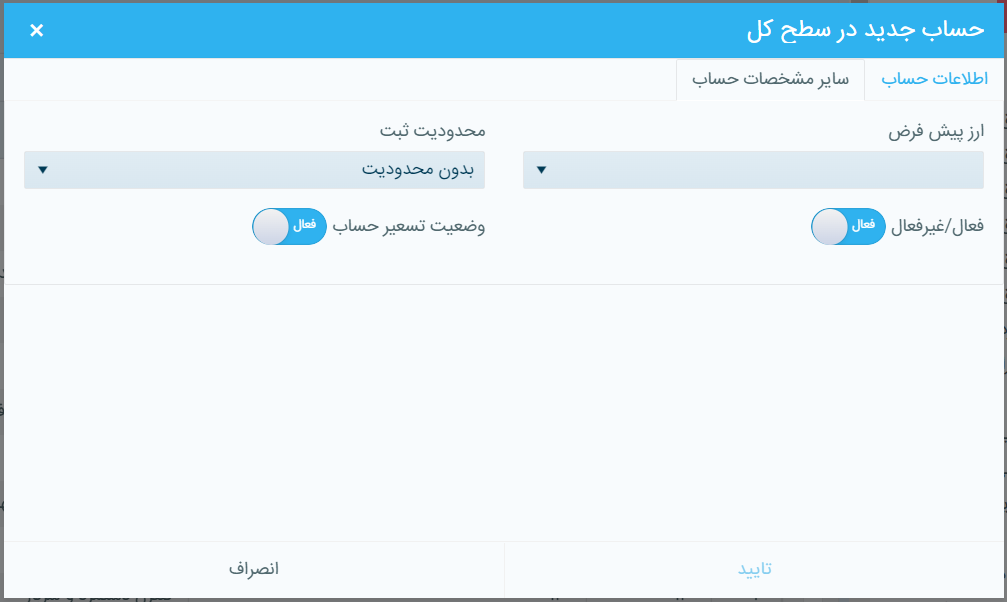 حساب جدید در سطح کل
×
اطلاعات حساب
سایر مشخصات حساب
ارز پیش فرض
محدودیت ثبت
بدون محدودیت
فعال/غیرفعال
فعال
وضعیت تسعیر حساب
فعال
تایید
انصراف